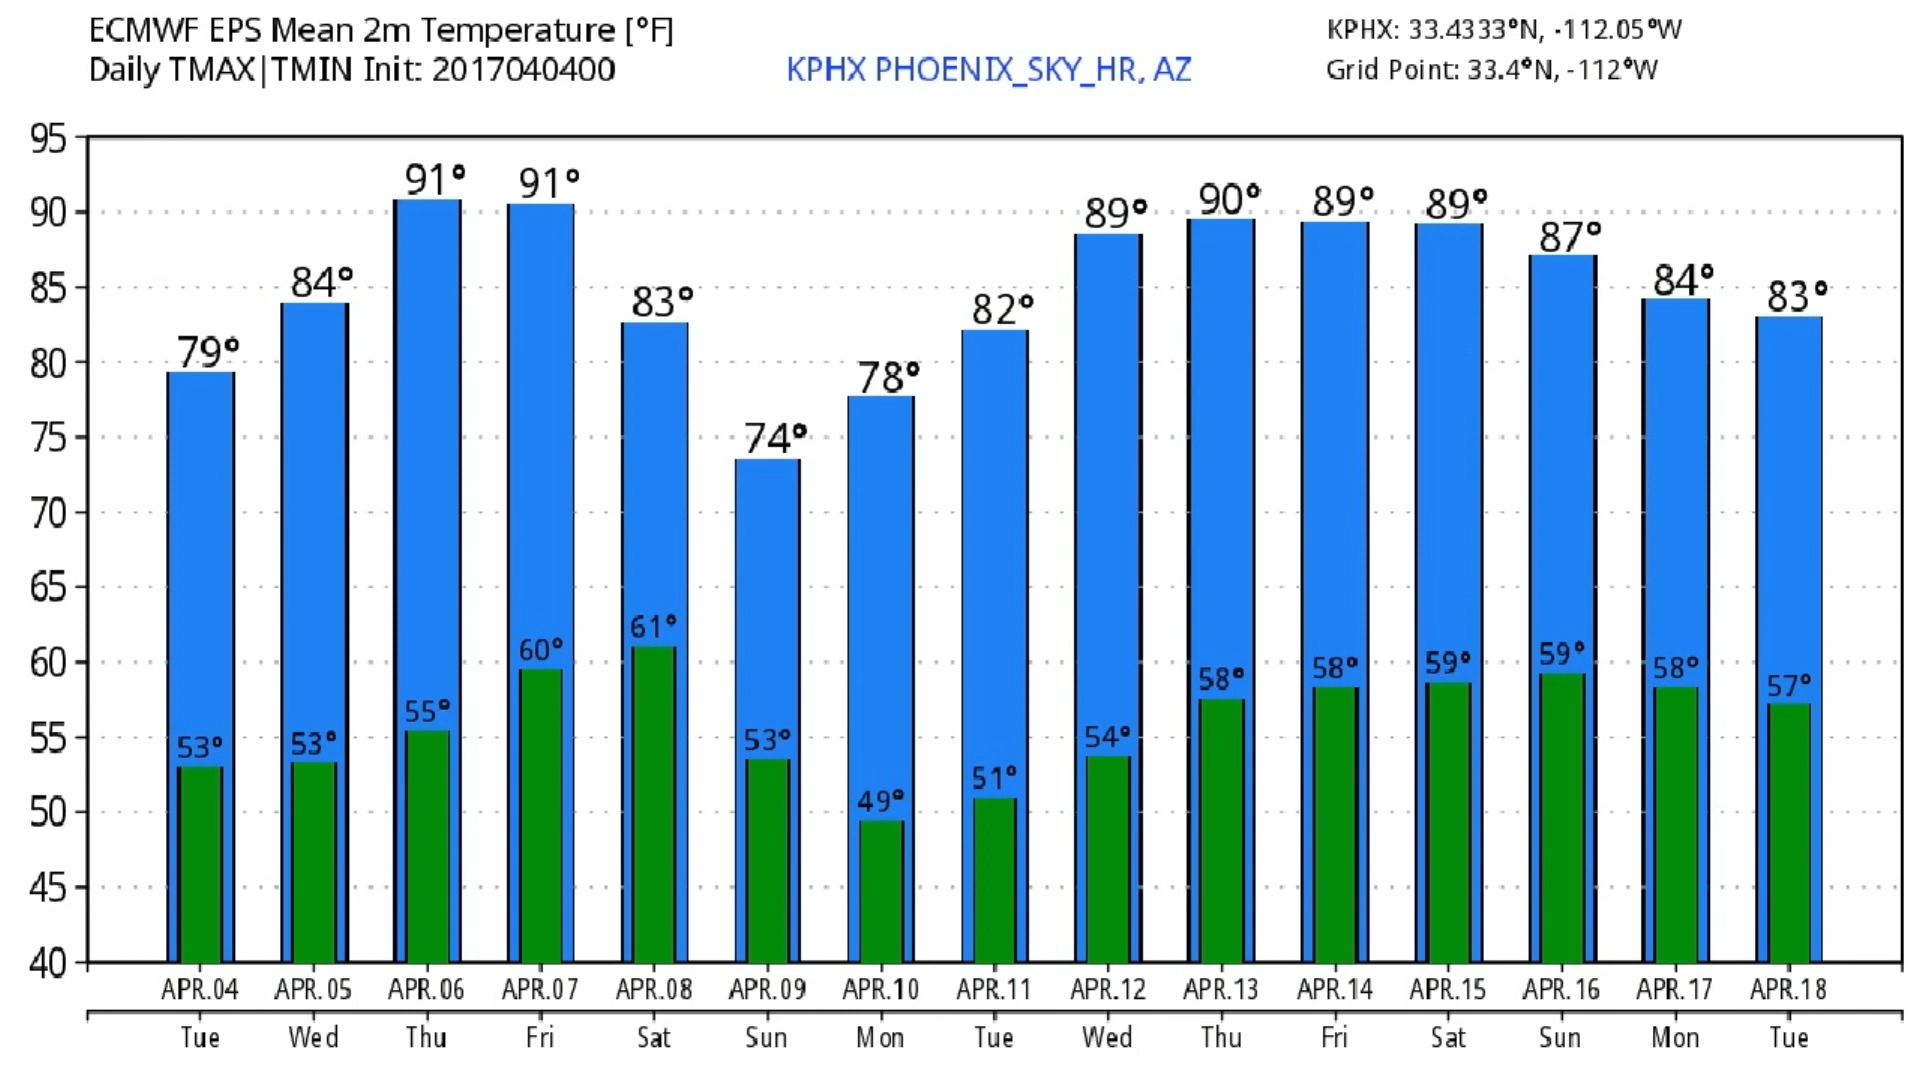 ECMWF EPS Mean 2m Temperature [°F]
Daily TMAX|TMIN Init: 2017040400
KPHX PHOENIX_SKY_HR, AZ
KPHX: 33.4333°N, -112.05°W
Grid Point: 33.4°N, -112°W
95
90
85
80
75
70
65
60
55
50
45
40
79° 84° 91° 91° 83° 74° 78° 82° 89° 90° 89° 89° 87° 84° 83°
53° 53° 55° 60° 61° 53° 49° 51° 54° 58° 58° 59° 59° 58° 57°
APR.04 APR.05 APR.06 APR.07 APR.08 APR.09 APR.10 APR.11 APR.12 APR.13 APR.14 APR.15 APR.16 APR.17 APR.18
Tue Wed Thu Fri Sat Sun Mon Tue Wed Thu Fri Sat Sun Mon Tue